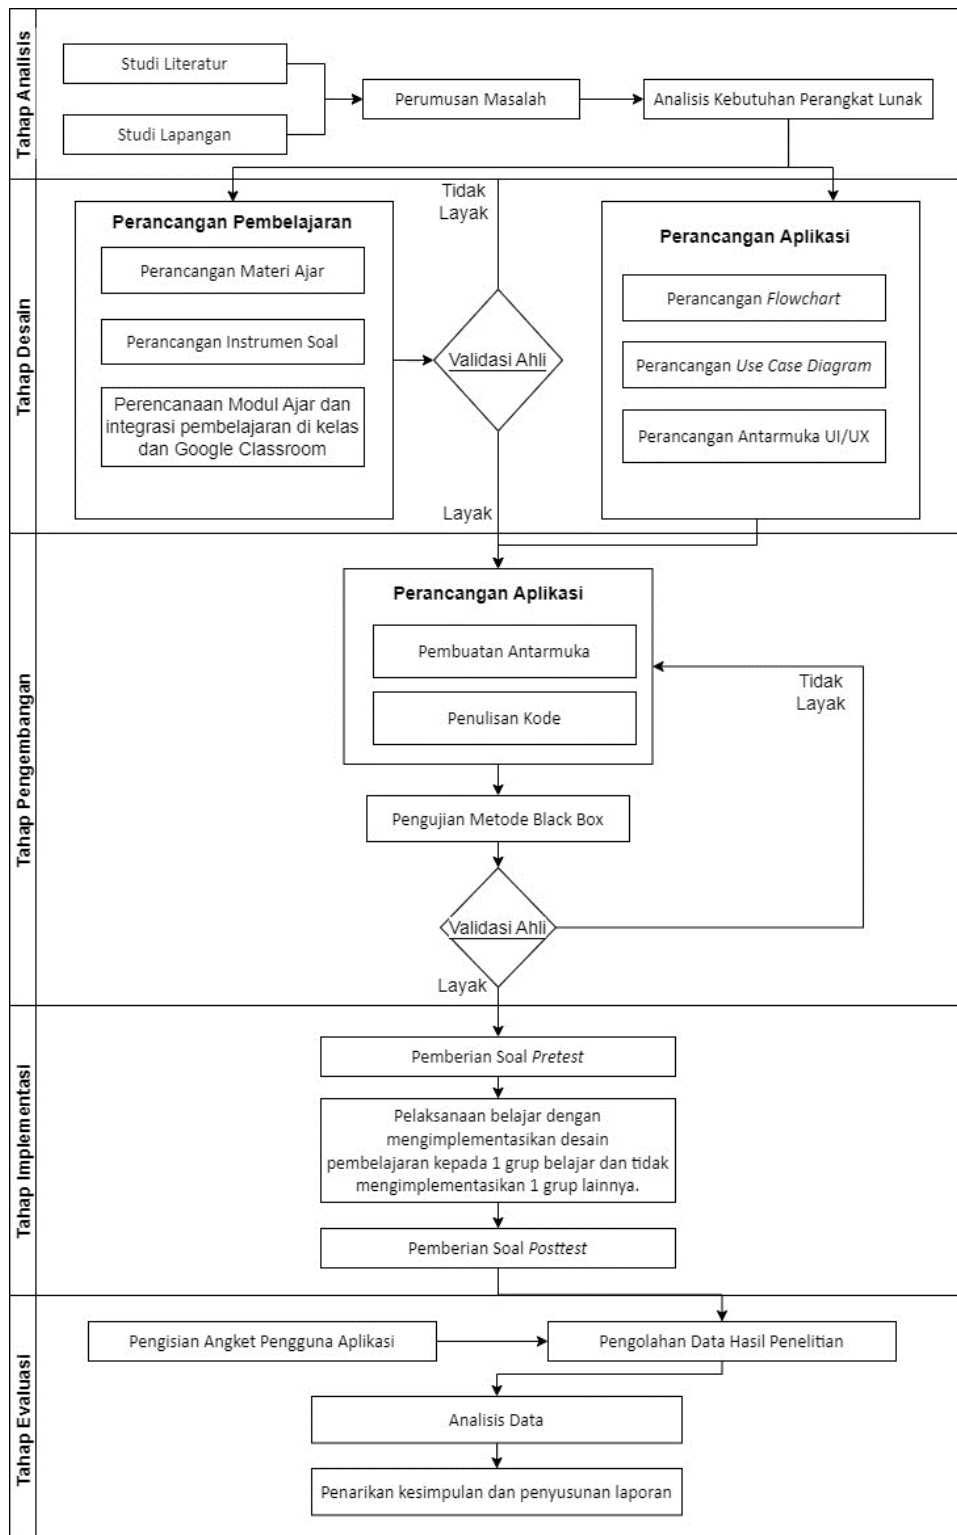 Tahap Analisis
Studi Literatur
Studi Lapangan
Perumusan Masalah
Analisis Kebutuhan Perangkat Lunak
Tahap Desain
Perancangan Pembelajaran
Perancangan Materi Ajar
Perancangan Instrumen Soal
Perencanaan Modul Ajar dan
integrasi pembelajaran di kelas
dan Google Classroom
Tidak
Layak
Validasi Ahli
Layak
Perancangan Aplikasi
Perancangan Flowchart
Perancangan Use Case Diagram
Perancangan Antarmuka UI/UX
Tahap Pengembangan
Perancangan Aplikasi
Pembuatan Antarmuka
Penulisan Kode
Tidak
Layak
Pengujian Metode Black Box
Validasi Ahli
Layak
Tahap Implementasi
Pemberian Soal Pretest
Pelaksanaan belajar dengan
mengimplementasikan desain
pembelajaran kepada 1 grup belajar dan tidak
mengimplementasikan 1 grup lainnya.
Pemberian Soal Posttest
Tahap Evaluasi
Pengisian Angket Pengguna Aplikasi
Pengolahan Data Hasil Penelitian
Analisis Data
Penarikan kesimpulan dan penyusunan laporan